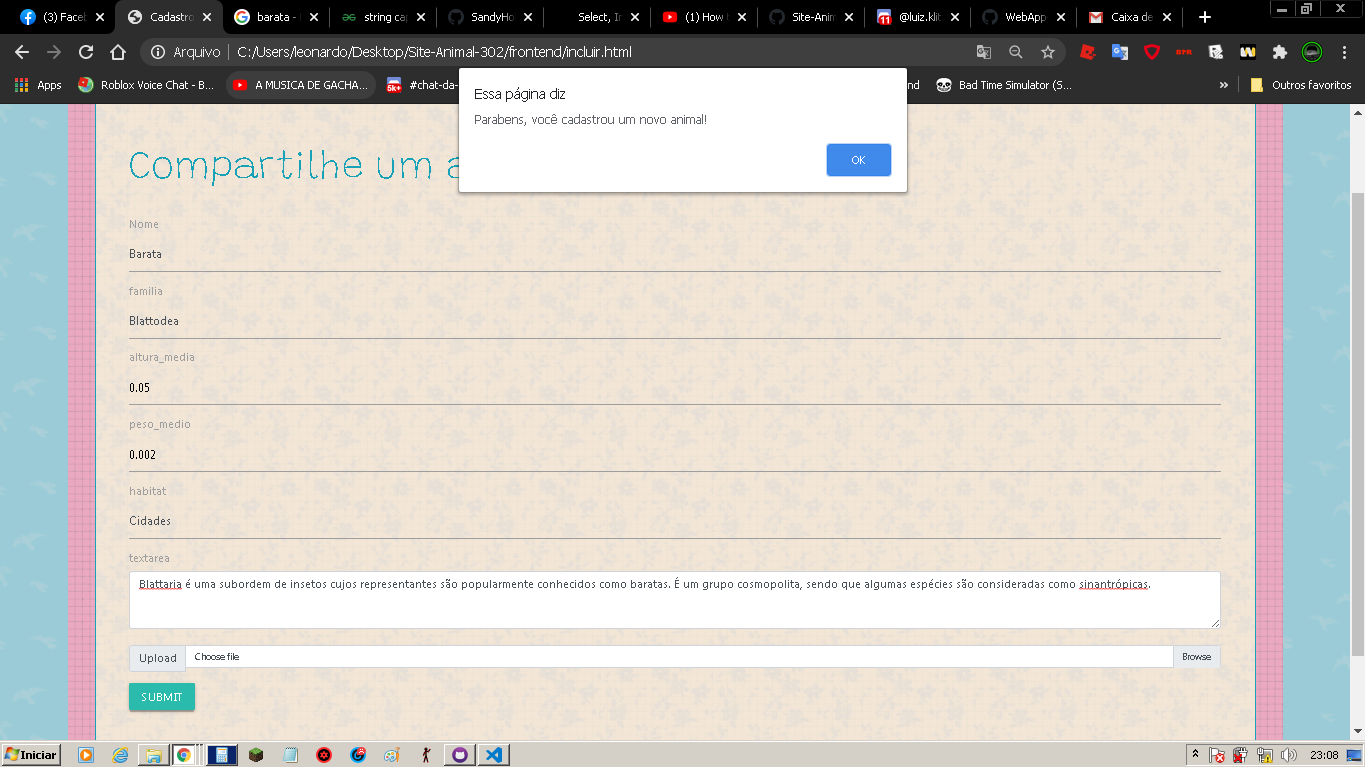 (3) Faceb
Cadastro
barata -
string cap
SandyHo
Select, In
(1) How t
Site-Anim
@luiz.klit
WebApp
Caixa de
Arquivo C:/Users/leonardo/Desktop/Site-Animal-302/frontend/incluir.html
Apps
Roblox Voice Chat - B...
A MUSICA DE GACHA...
#chat-da-
nd
Bad Time Simulator (S...
»
Outros favoritos
Essa página diz
Parabens, você cadastrou um novo animal!
OK
Compartilhe um a
Nome
Barata
familia
Blattodea
altura_media
0.05
peso_medio
0.002
habitat
Cidades
textarea
Blattaria é uma subordem de insetos cujos representantes são popularmente conhecidos como baratas. É um grupo cosmopolita, sendo que algumas espécies são consideradas como sinantrópicas.
Upload Choose file Browse
SUBMIT
Iniciar
23:08